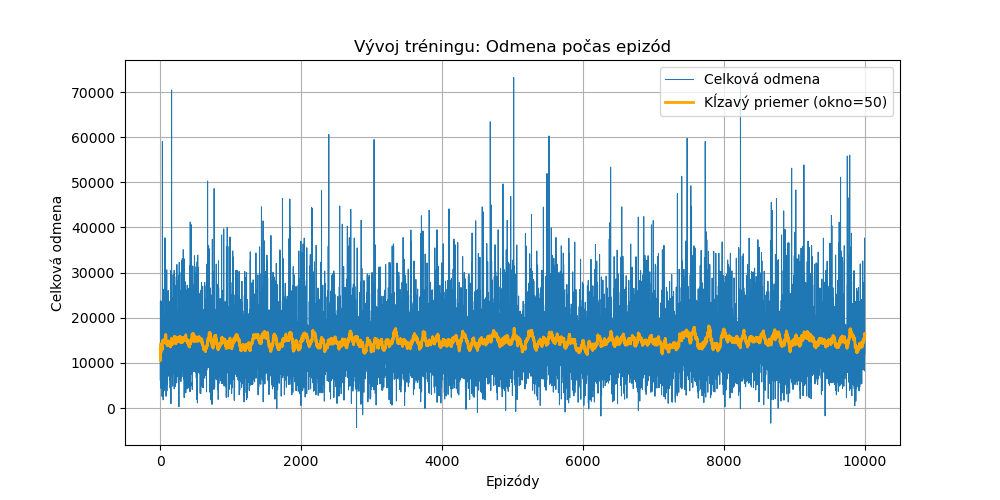 Vývoj tréningu: Odmena počas epizód
Celková odmena
Kĺzavý priemer (okno=50)
Celková odmena
70000
60000
50000
40000
30000
20000
10000
0
0
2000
4000
6000
8000
10000
Epizódy